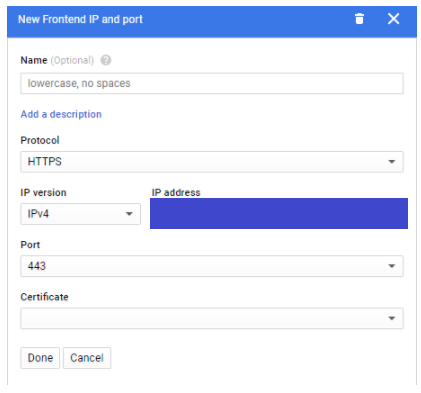 New Frontend IP and port
Name (Optional) ?
lowercase, no spaces
Add a description
Protocol
HTTPS
IP version IP address
IPv4
Port
443
Certificate
Done Cancel